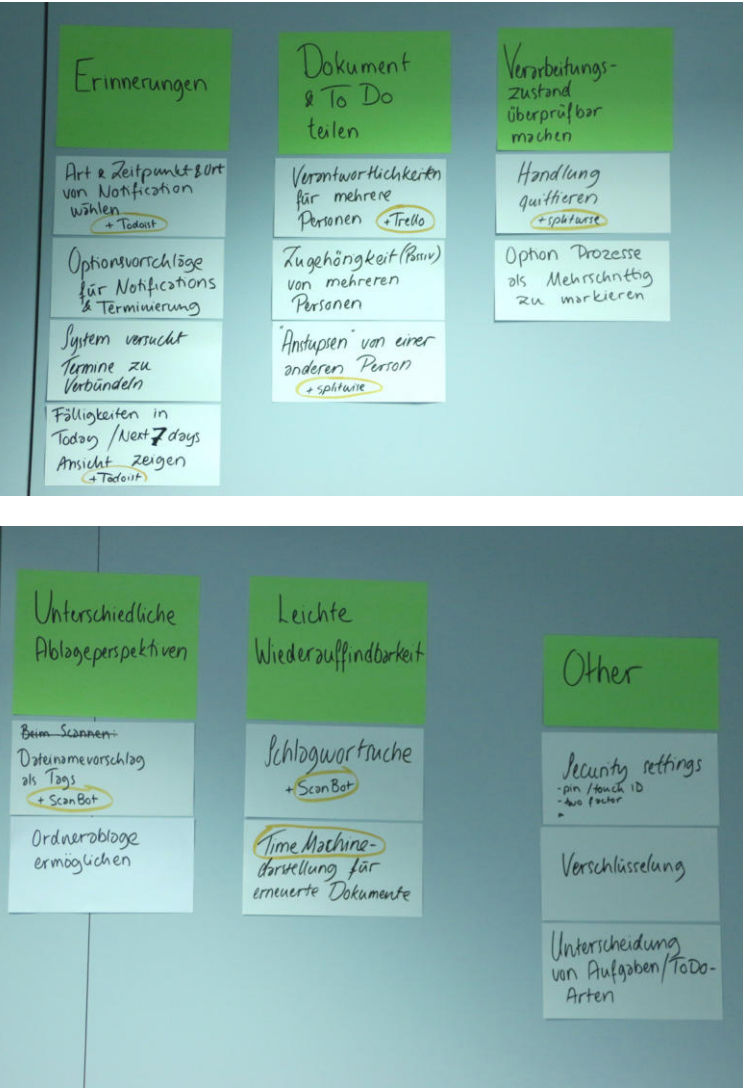 Erinnerungen
Art & Zeitpunkt & Ort
von Notification
wählen
+ Todoist
Optionsvorschläge
für Notifications
& Terminierung
System versucht
Termine zu
Verbündeln
Fälligkeiten in
Today / Next 7 days
Ansicht zeigen
+ Todoist
Dokument
& To Do
teilen
Verantwortlichkeiten
für mehrere
Personen + Trello
Zugehöngkeit (Passiv)
von mehreren
Personen
"Anstupsen" von einer
anderen Person
+ splitwise
Verarbeitungs-
zustand
überprüfbar
machen
Handlung
quittieren
+ splitwise
Option Prozesse
als Mehrschrittig
zu markieren
Unterschiedliche
Ablageperspektiven
Beim Scannen:
Dateinamevorschlag
als Tags
+ ScanBot
Ordnerablage
ermöglichen
Leichte
Wiederauffindbarkeit
Schlagwortsuche
+ ScanBot
Time Machine-
darstellung für
erneuerte Dokumente
Other
Security settings
- pin / touch ID
- two factor
-
Verschlüsselung
Unterscheidung
von Aufgaben/ToDo-
Arten